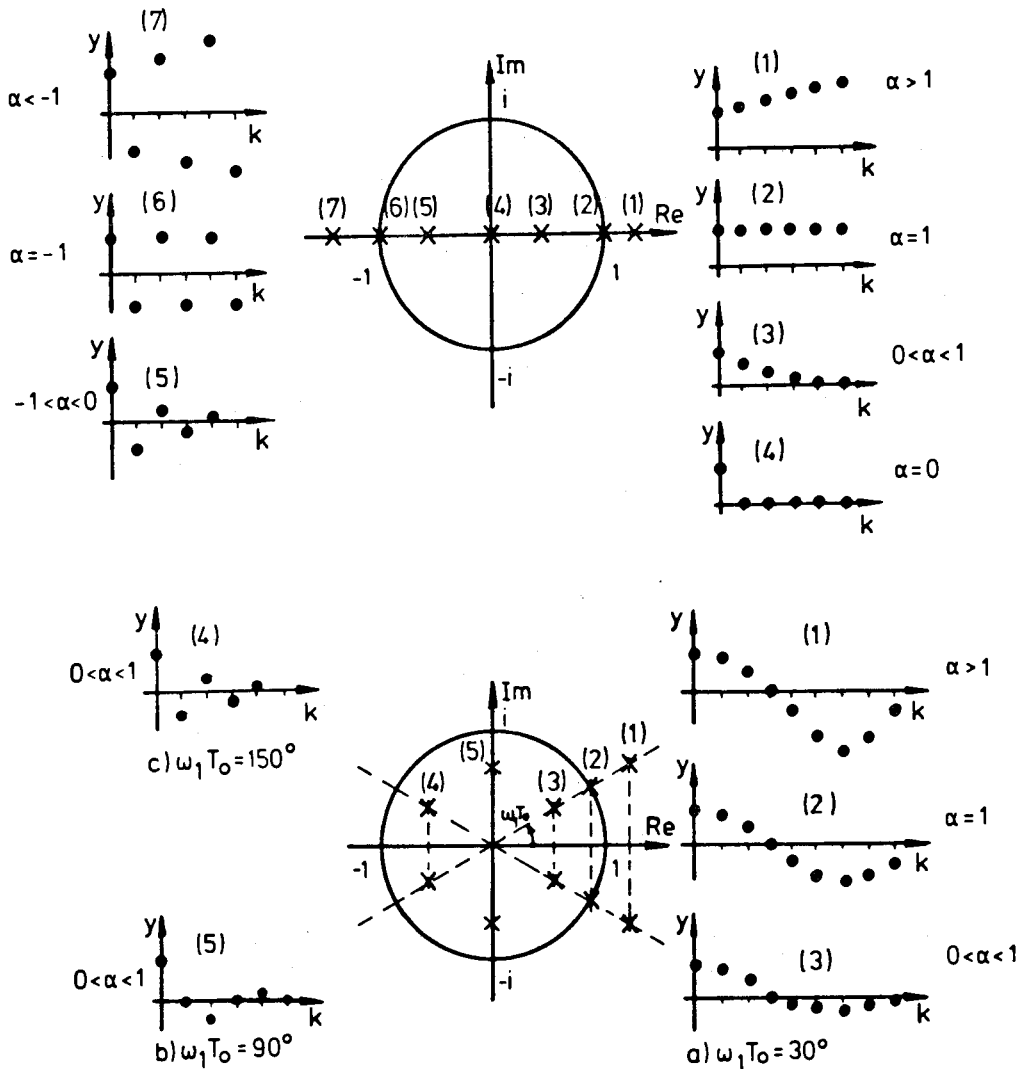 (7)
y
α < -1
k
(6)
y
α = -1
k
(5)
y
-1 < α < 0
k
Im
i
(7) (6) (5) (4) (3) (2) (1) Re
-1 1
-i
(1)
y
α > 1
k
(2)
y
α = 1
k
(3)
y
0 < α < 1
k
(4)
y
α = 0
k
(4)
y
0 < α < 1
k
c) ω₁T₀ = 150°
(5)
y
0 < α < 1
k
b) ω₁T₀ = 90°
Im
i
(1)
(5) (2)
(4) (3)
ω₁T₀
Re
-1 1
-i
(1)
y
α > 1
k
(2)
y
α = 1
k
(3)
y
0 < α < 1
k
a) ω₁T₀ = 30°